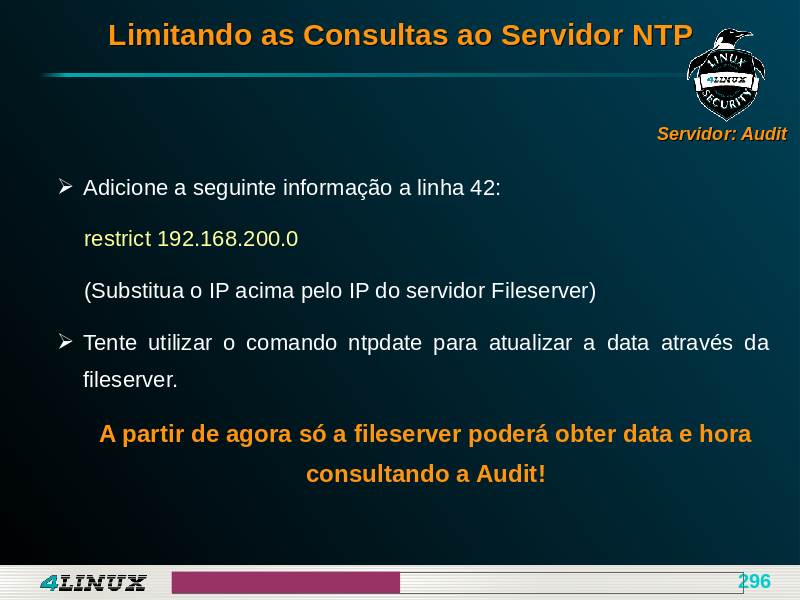 Limitando as Consultas ao Servidor NTP
LINUX
4LINUX
SECURITY
Servidor: Audit
Adicione a seguinte informação a linha 42:
restrict 192.168.200.0
(Substitua o IP acima pelo IP do servidor Fileserver)
Tente utilizar o comando ntpdate para atualizar a data através da
fileserver.
A partir de agora só a fileserver poderá obter data e hora
consultando a Audit!
4LINUX
296